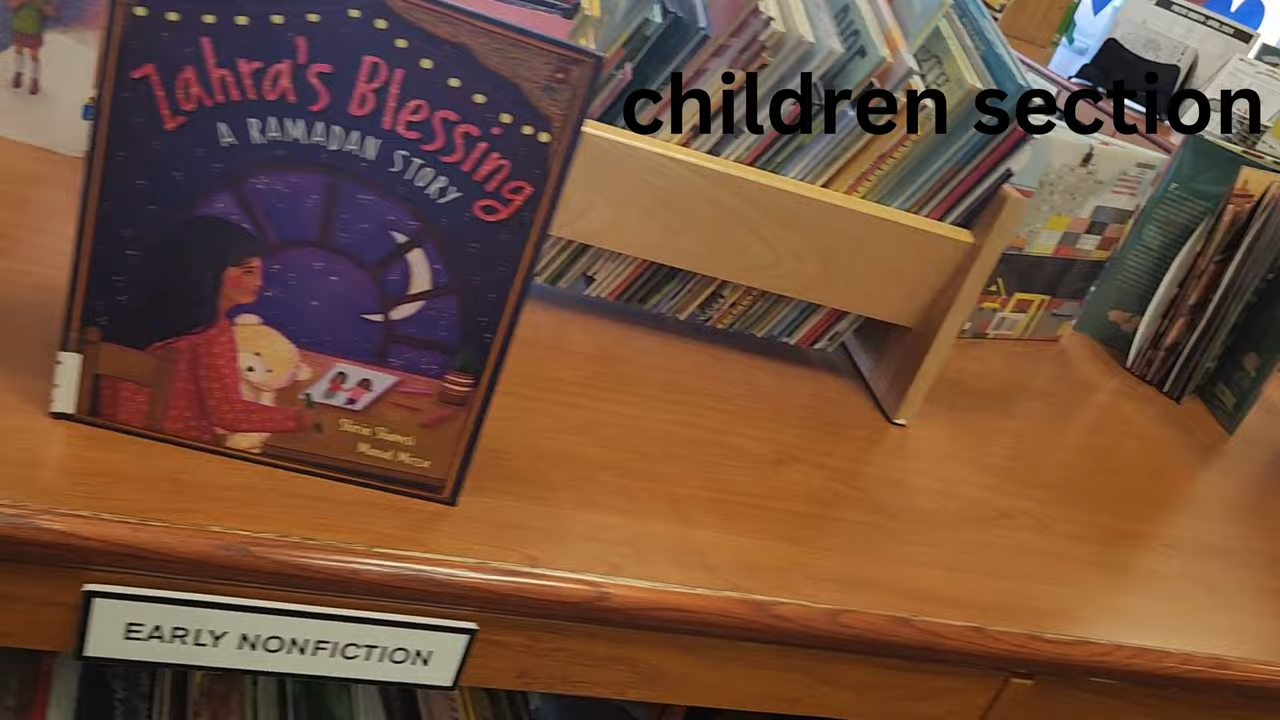 Zahra's Blessing
A RAMADAN STORY
children section
EARLY NONFICTION